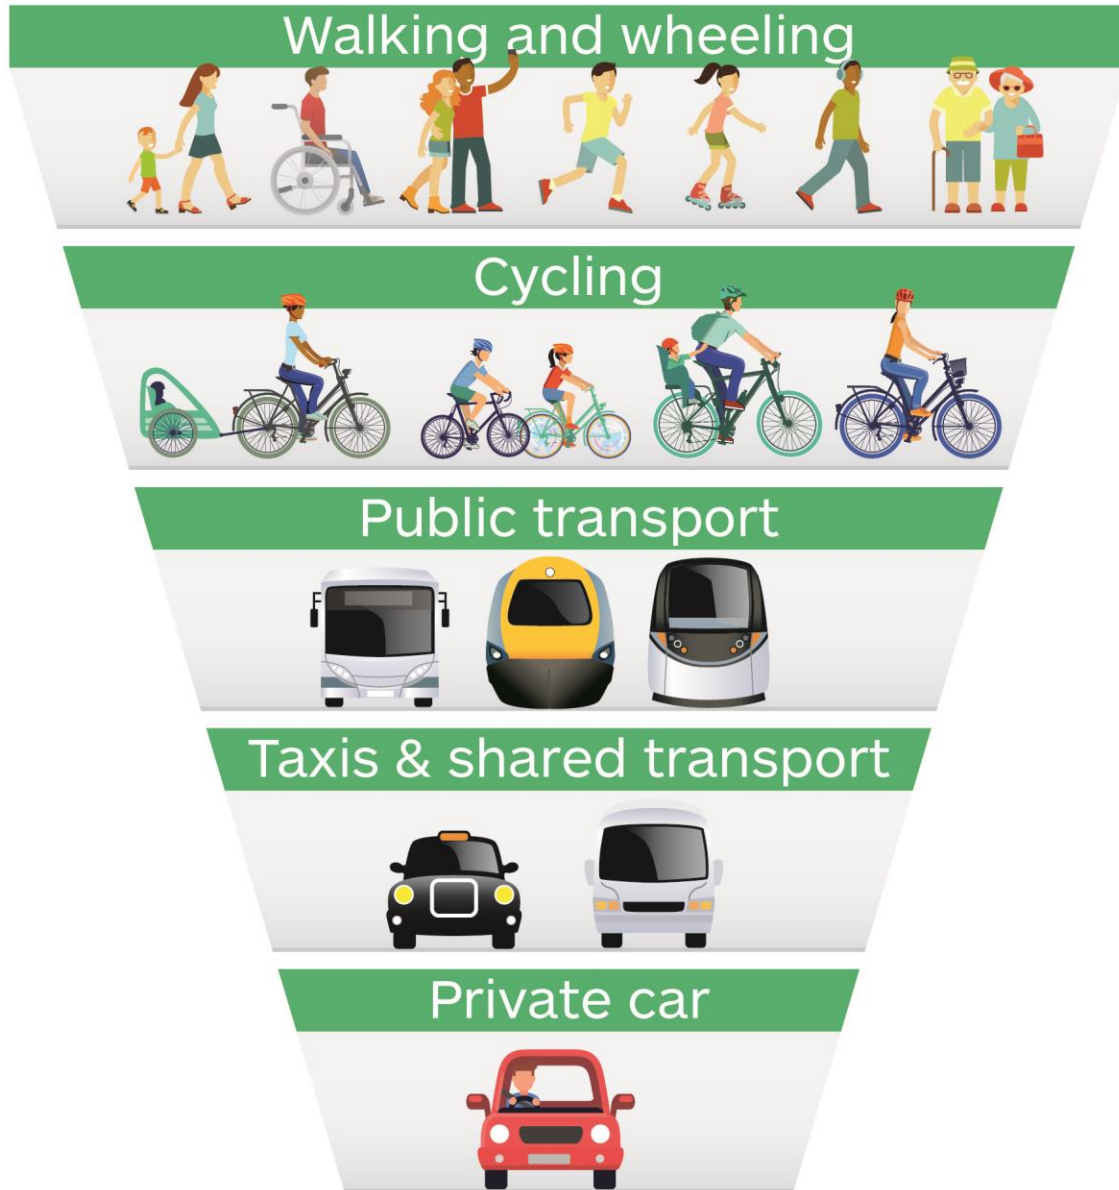 Walking and wheeling
Cycling
Public transport
Taxis & shared transport
Private car